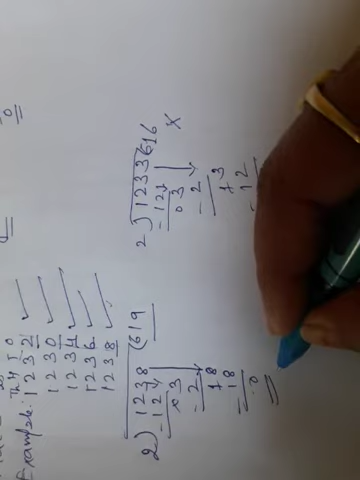 Example:
Th H T O
1 2 3 2
1 2 3 0
1 2 3 4
1 2 3 6
1 2 3 8
2 ) 1 2 3 8 ( 6 1 9
- 1 2
0 3
- 2
1 8
- 1 8
0
2 ) 1 2 3 3 ( 6 1 6 X
- 1 2
0 3
- 2
1 3
- 1 2
0